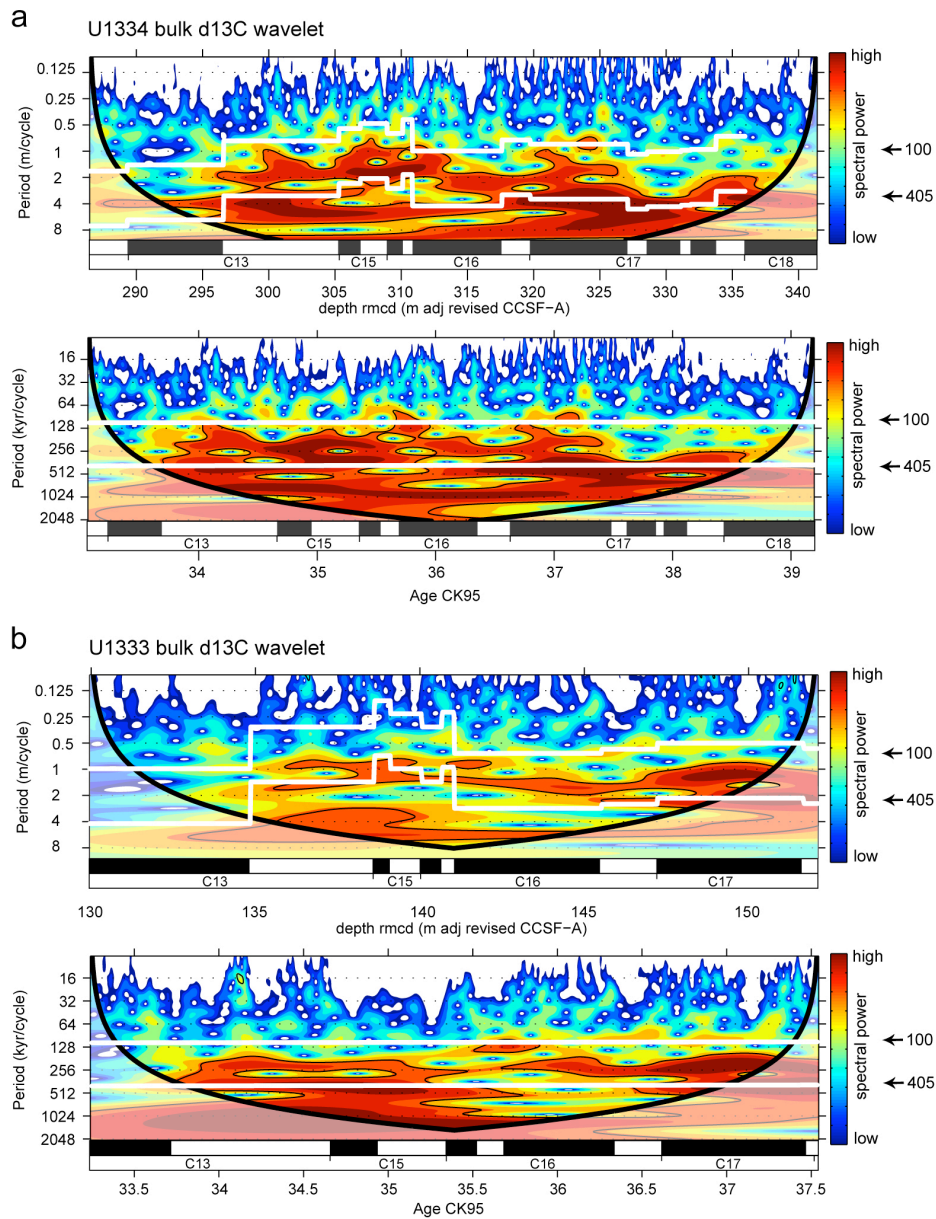 a
U1334 bulk d13C wavelet
Period (m/cycle)
0.125
0.25
0.5
1
2
4
8
high
spectral power
low
100
405
C13 C15 C16 C17 C18
290 295 300 305 310 315 320 325 330 335 340
depth rmcd (m adj revised CCSF−A)
Period (kyr/cycle)
16
32
64
128
256
512
1024
2048
high
spectral power
low
100
405
C13 C15 C16 C17 C18
34 35 36 37 38 39
Age CK95
b
U1333 bulk d13C wavelet
Period (m/cycle)
0.125
0.25
0.5
1
2
4
8
high
spectral power
low
100
405
C13 C15 C16 C17
130 135 140 145 150
depth rmcd (m adj revised CCSF−A)
Period (kyr/cycle)
16
32
64
128
256
512
1024
2048
high
spectral power
low
100
405
C13 C15 C16 C17
33.5 34 34.5 35 35.5 36 36.5 37 37.5
Age CK95